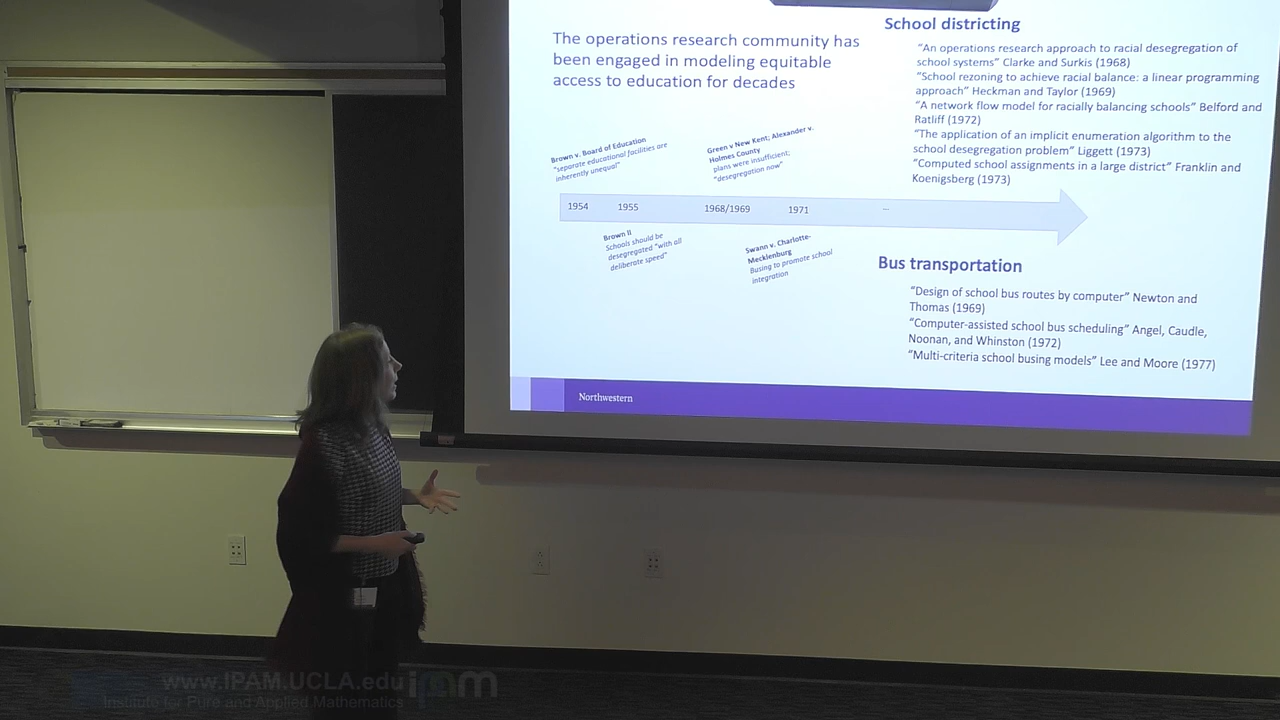 The operations research community has
been engaged in modeling equitable
access to education for decades
School districting
“An operations research approach to racial desegregation of
school systems” Clarke and Surkis (1968)
“School rezoning to achieve racial balance: a linear programming
approach” Heckman and Taylor (1969)
“A network flow model for racially balancing schools” Belford and
Ratliff (1972)
“The application of an implicit enumeration algorithm to the
school desegregation problem” Liggett (1973)
“Computed school assignments in a large district” Franklin and
Koenigsberg (1973)
Brown v. Board of Education
“separate educational facilities are
inherently unequal”
Green v New Kent; Alexander v.
Holmes County
plans were insufficient;
“desegregation now”
1954 1955 1968/1969 1971 ...
Brown II
Schools should be
desegregated “with all
deliberate speed”
Swann v. Charlotte-
Mecklenburg
Busing to promote school
integration
Bus transportation
“Design of school bus routes by computer” Newton and
Thomas (1969)
“Computer-assisted school bus scheduling” Angel, Caudle,
Noonan, and Whinston (1972)
“Multi-criteria school busing models” Lee and Moore (1977)
Northwestern
www.IPAM.UCLA.edu ipam
Institute for Pure and Applied Mathematics